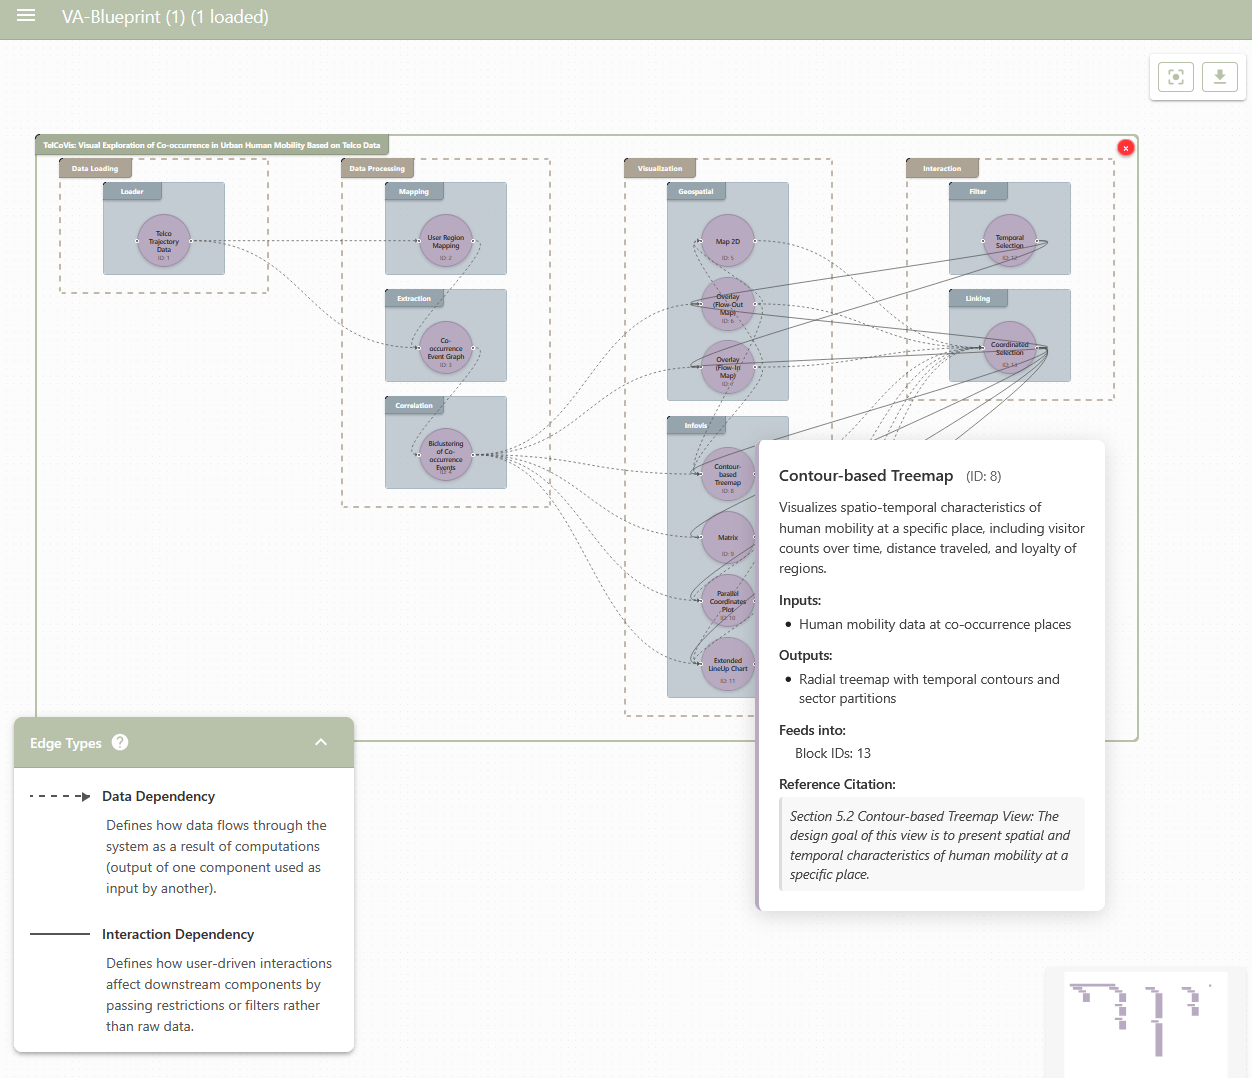 VA-Blueprint (1) (1 loaded)
TelCoVis: Visual Exploration of Co-occurrence in Urban Human Mobility Based on Telco Data
x
Data Loading
Loader
Telco
Trajectory
Data
ID: 1
Data Processing
Mapping
User Region
Mapping
ID: 2
Extraction
Co-
occurrence
Event Graph
ID: 3
Correlation
Biclustering
of Co-
occurrence
Events
ID: 4
Visualization
Geospatial
Map 2D
ID: 5
Overlay
(Flow-Out
Map)
ID: 6
Overlay
(Flow-In
Map)
Infovis
Contour-
based
Treemap
ID: 8
Matrix
ID: 9
Parallel
Coordinates
Plot
ID: 10
Extended
LineUp Chart
ID: 11
Interaction
Filter
Temporal
Selection
ID: 12
Linking
Coordinated
Selection
ID: 13
Contour-based Treemap (ID: 8)
Visualizes spatio-temporal characteristics of
human mobility at a specific place, including visitor
counts over time, distance traveled, and loyalty of
regions.
Inputs:
• Human mobility data at co-occurrence places
Outputs:
• Radial treemap with temporal contours and
sector partitions
Feeds into:
Block IDs: 13
Reference Citation:
Section 5.2 Contour-based Treemap View: The
design goal of this view is to present spatial and
temporal characteristics of human mobility at a
specific place.
Edge Types ?
Data Dependency
Defines how data flows through the
system as a result of computations
(output of one component used as
input by another).
Interaction Dependency
Defines how user-driven interactions
affect downstream components by
passing restrictions or filters rather
than raw data.